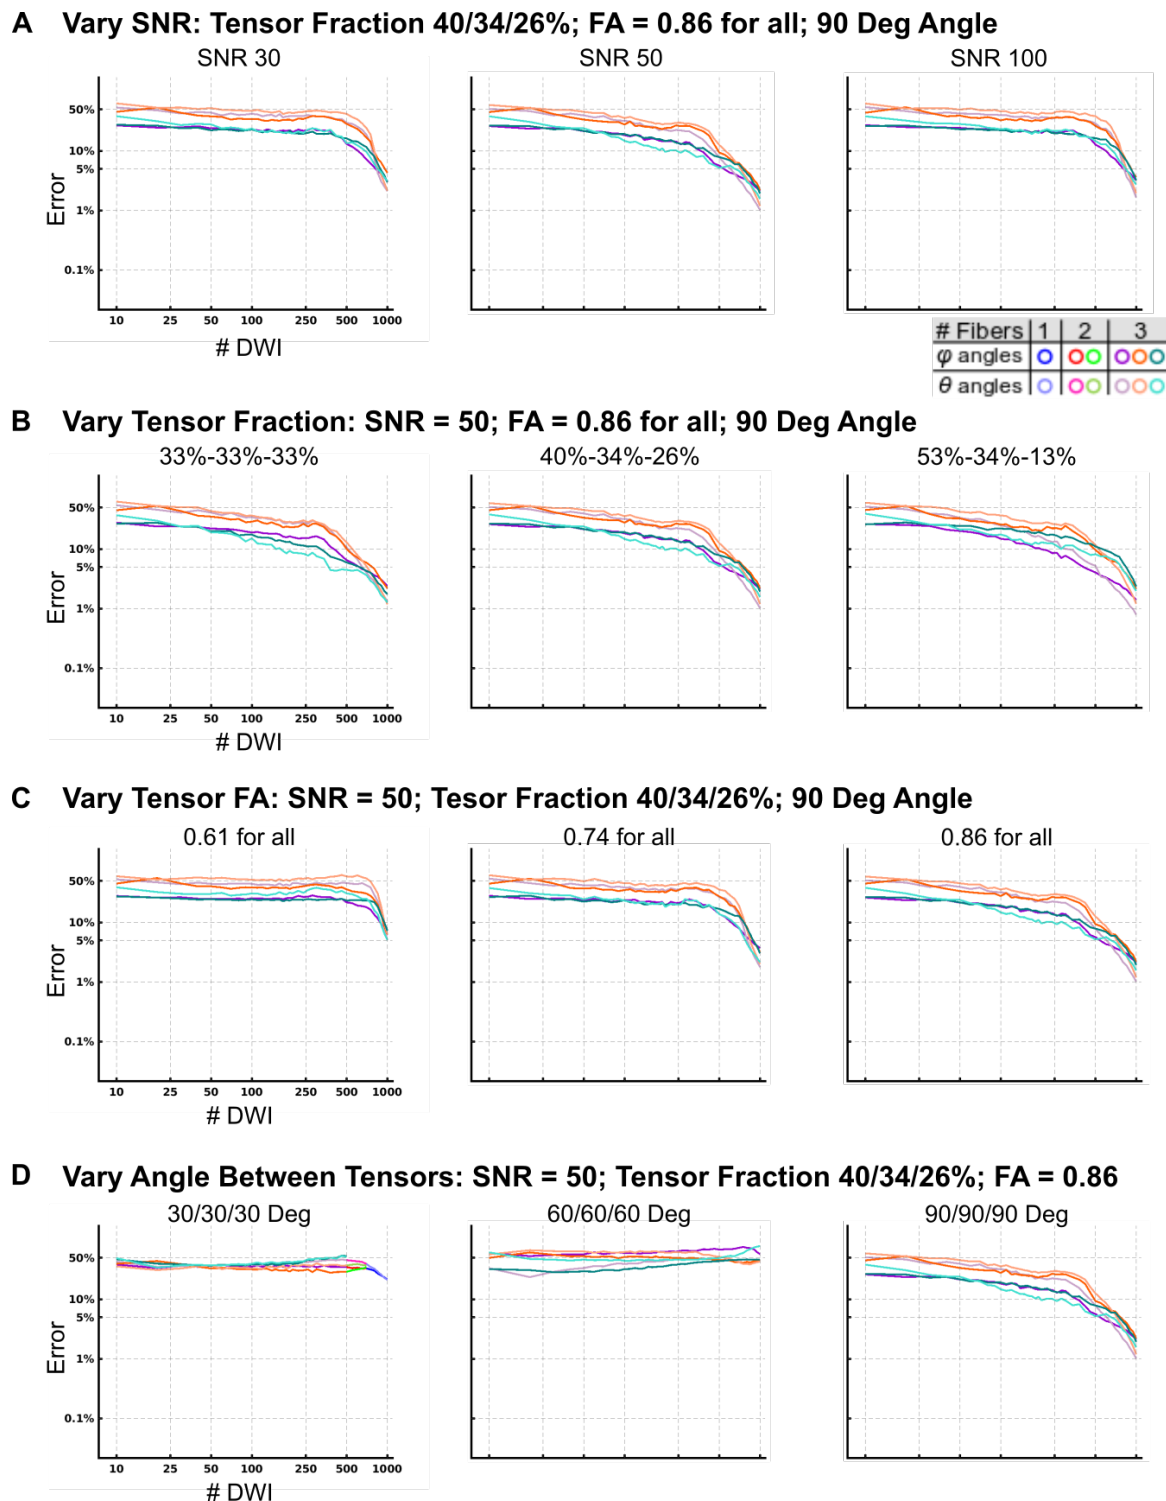 A Vary SNR: Tensor Fraction 40/34/26%; FA = 0.86 for all; 90 Deg Angle
SNR 30 SNR 50 SNR 100
50%
10%
5%
1%
0.1%
Error
10 25 50 100 250 500 1000
# DWI
# Fibers 1 2 3
φ angles
θ angles
B Vary Tensor Fraction: SNR = 50; FA = 0.86 for all; 90 Deg Angle
33%-33%-33% 40%-34%-26% 53%-34%-13%
50%
10%
5%
1%
0.1%
Error
10 25 50 100 250 500 1000
# DWI
C Vary Tensor FA: SNR = 50; Tesor Fraction 40/34/26%; 90 Deg Angle
0.61 for all 0.74 for all 0.86 for all
50%
10%
5%
1%
0.1%
Error
10 25 50 100 250 500 1000
# DWI
D Vary Angle Between Tensors: SNR = 50; Tensor Fraction 40/34/26%; FA = 0.86
30/30/30 Deg 60/60/60 Deg 90/90/90 Deg
50%
10%
5%
1%
0.1%
Error
10 25 50 100 250 500 1000
# DWI